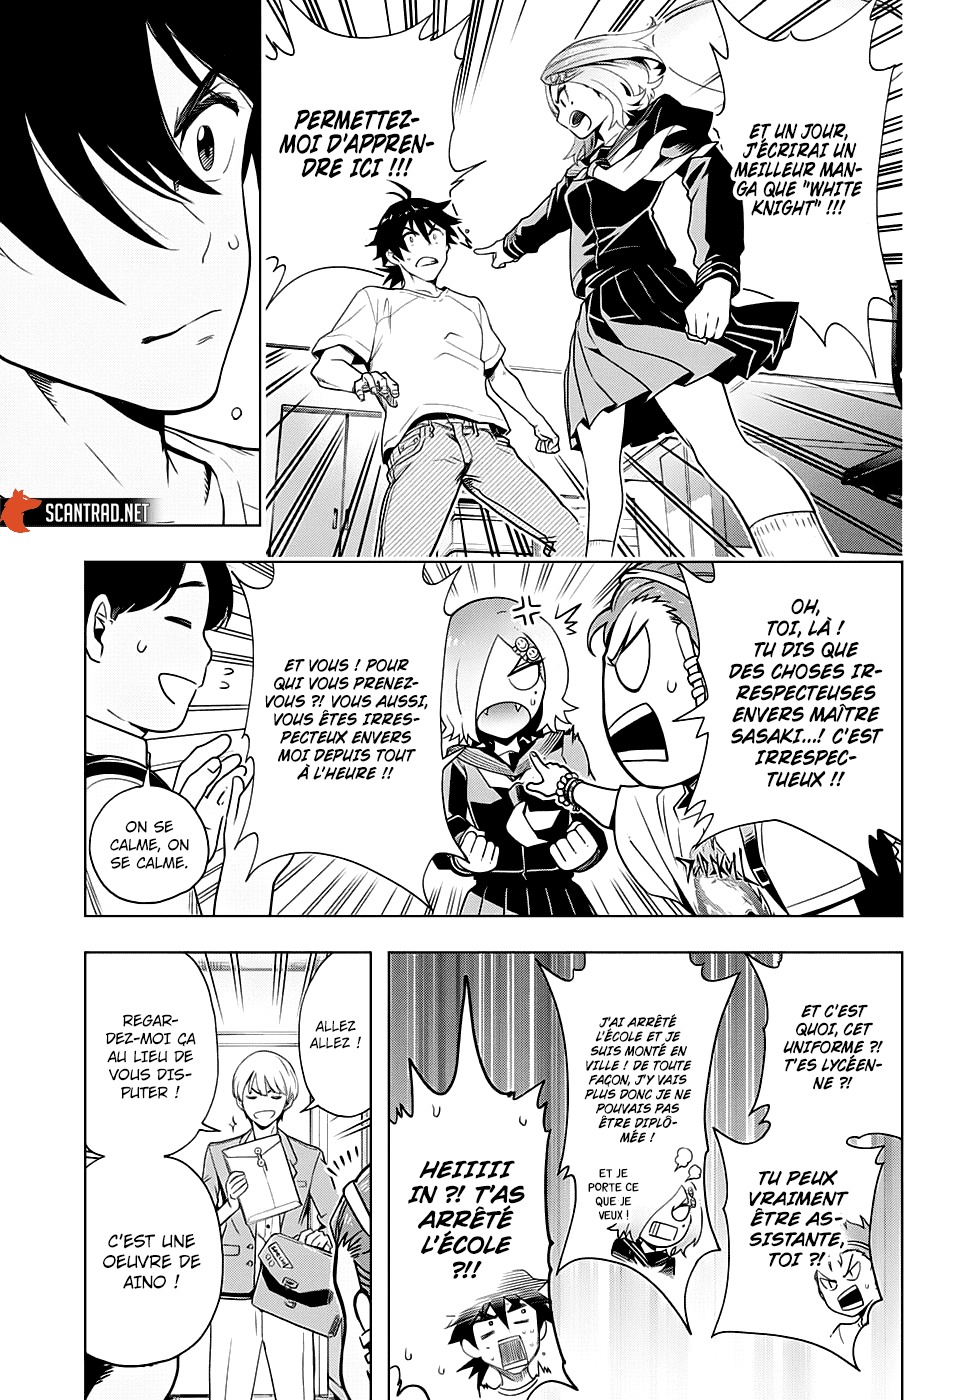 ET UN JOUR,
J'ÉCRIRAI UN
MEILLEUR MAN-
GA QUE "WHITE
KNIGHT" !!!
PERMETTEZ-
MOI D'APPREN-
DRE ICI !!!
SCANTRAD.NET
OH,
TOI, LÀ !
TU DIS QUE
DES CHOSES IR-
RESPECTEUSES
ENVERS MAÎTRE
SASAKI...! C'EST
IRRESPEC-
TUEUX !!
ET VOUS ! POUR
QUI VOUS PRENEZ-
VOUS ?! VOUS AUSSI,
VOUS ÊTES IRRES-
PECTEUX ENVERS
MOI DEPUIS TOUT
À L'HEURE !!
ON SE
CALME, ON
SE CALME.
ET C'EST
QUOI, CET
UNIFORME ?!
T'ES LYCÉEN-
NE ?!
TU PEUX
VRAIMENT
ÊTRE AS-
SISTANTE,
TOI ?!
J'AI ARRÊTÉ
L'ÉCOLE ET JE
SUIS MONTÉ EN
VILLE ! DE TOUTE
FAÇON, J'Y VAIS
PLUS DONC JE NE
POUVAIS PAS
ÊTRE DIPLÔ-
MÉE !
ET JE
PORTE CE
QUE JE
VEUX !
HEIIIII
IN ?! T'AS
ARRÊTÉ
L'ÉCOLE
?!!
ALLEZ
ALLEZ !
REGAR-
DEZ-MOI ÇA
AU LIEU DE
VOUS DIS-
PUTER !
C'EST UNE
OEUVRE DE
AINO !